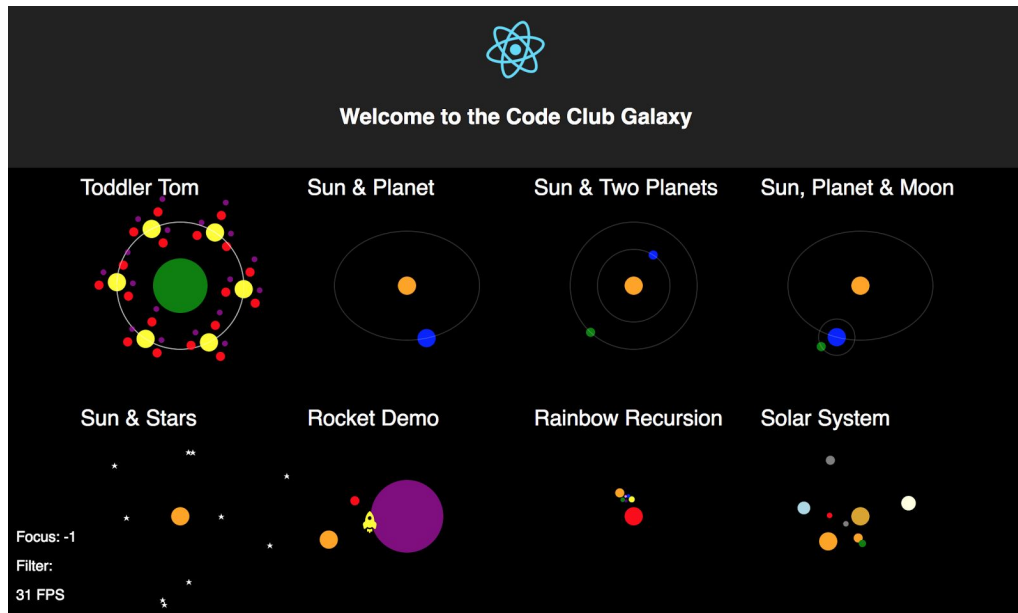 Welcome to the Code Club Galaxy
Toddler Tom
Sun & Planet
Sun & Two Planets
Sun, Planet & Moon
Sun & Stars
Rocket Demo
Rainbow Recursion
Solar System
Focus: -1
Filter:
31 FPS